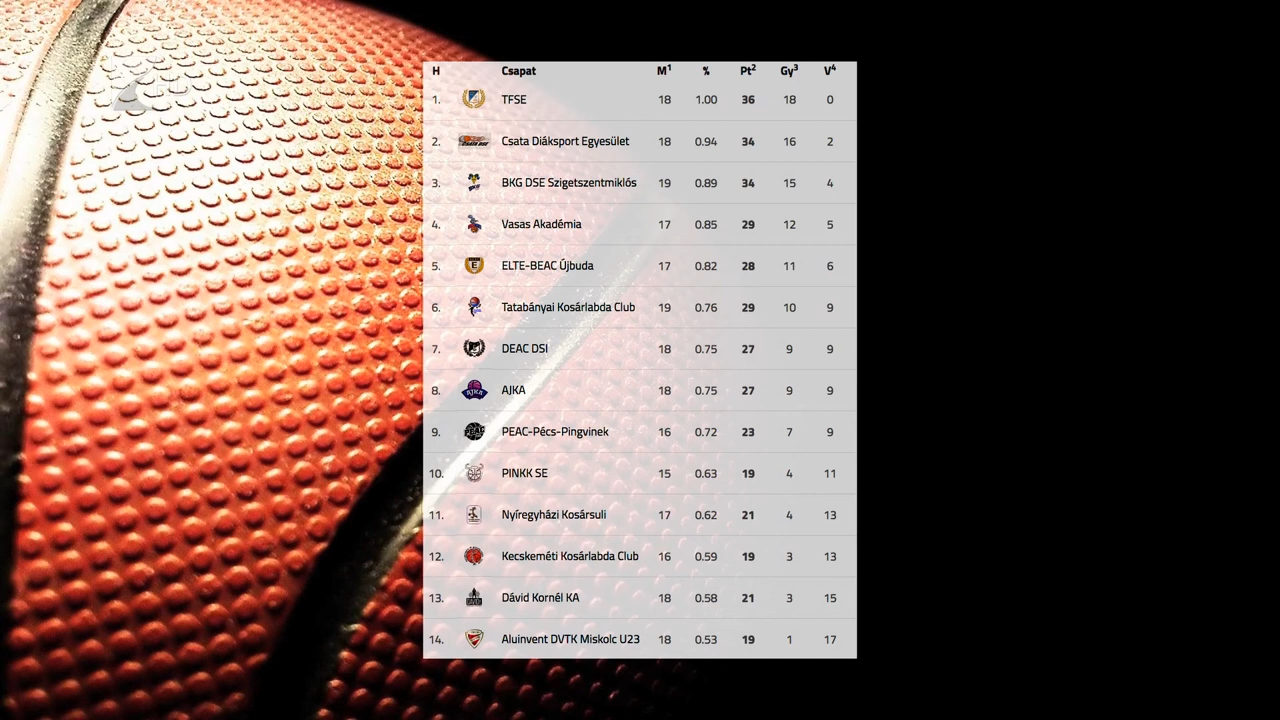 H Csapat M¹ % Pt² Gy³ V⁴
1. TFSE 18 1.00 36 18 0
2. Csata Diáksport Egyesület 18 0.94 34 16 2
3. BKG DSE Szigetszentmiklós 19 0.89 34 15 4
4. Vasas Akadémia 17 0.85 29 12 5
5. ELTE-BEAC Újbuda 17 0.82 28 11 6
6. Tatabányai Kosárlabda Club 19 0.76 29 10 9
7. DEAC DSI 18 0.75 27 9 9
8. AJKA 18 0.75 27 9 9
9. PEAC-Pécs-Pingvinek 16 0.72 23 7 9
10. PINKK SE 15 0.63 19 4 11
11. Nyíregyházi Kosársuli 17 0.62 21 4 13
12. Kecskeméti Kosárlabda Club 16 0.59 19 3 13
13. Dávid Kornél KA 18 0.58 21 3 15
14. Aluinvent DVTK Miskolc U23 18 0.53 19 1 17